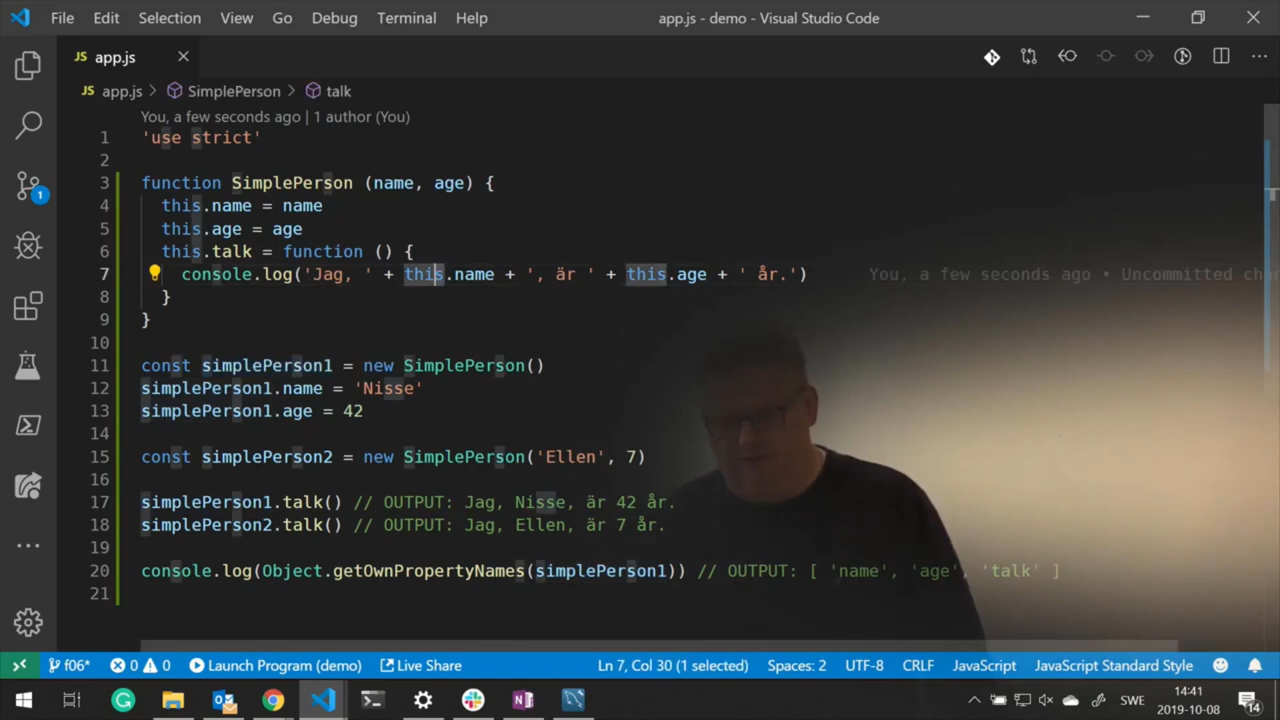 File Edit Selection View Go Debug Terminal Help app.js - demo - Visual Studio Code
JS app.js
JS app.js > SimplePerson > talk
You, a few seconds ago | 1 author (You)
1 'use strict'
2
3 function SimplePerson (name, age) {
4 this.name = name
5 this.age = age
6 this.talk = function () {
7 console.log('Jag, ' + this.name + ', är ' + this.age + ' år.') You, a few seconds ago • Uncommitted
8 }
9 }
10
11 const simplePerson1 = new SimplePerson()
12 simplePerson1.name = 'Nisse'
13 simplePerson1.age = 42
14
15 const simplePerson2 = new SimplePerson('Ellen', 7)
16
17 simplePerson1.talk() // OUTPUT: Jag, Nisse, är 42 år.
18 simplePerson2.talk() // OUTPUT: Jag, Ellen, är 7 år.
19
20 console.log(Object.getOwnPropertyNames(simplePerson1)) // OUTPUT: [ 'name', 'age', 'talk' ]
21
1
f06* 0 0 Launch Program (demo) Live Share Ln 7, Col 30 (1 selected) Spaces: 2 UTF-8 CRLF JavaScript JavaScript Standard Style
SWE 14:41
2019-10-08 14